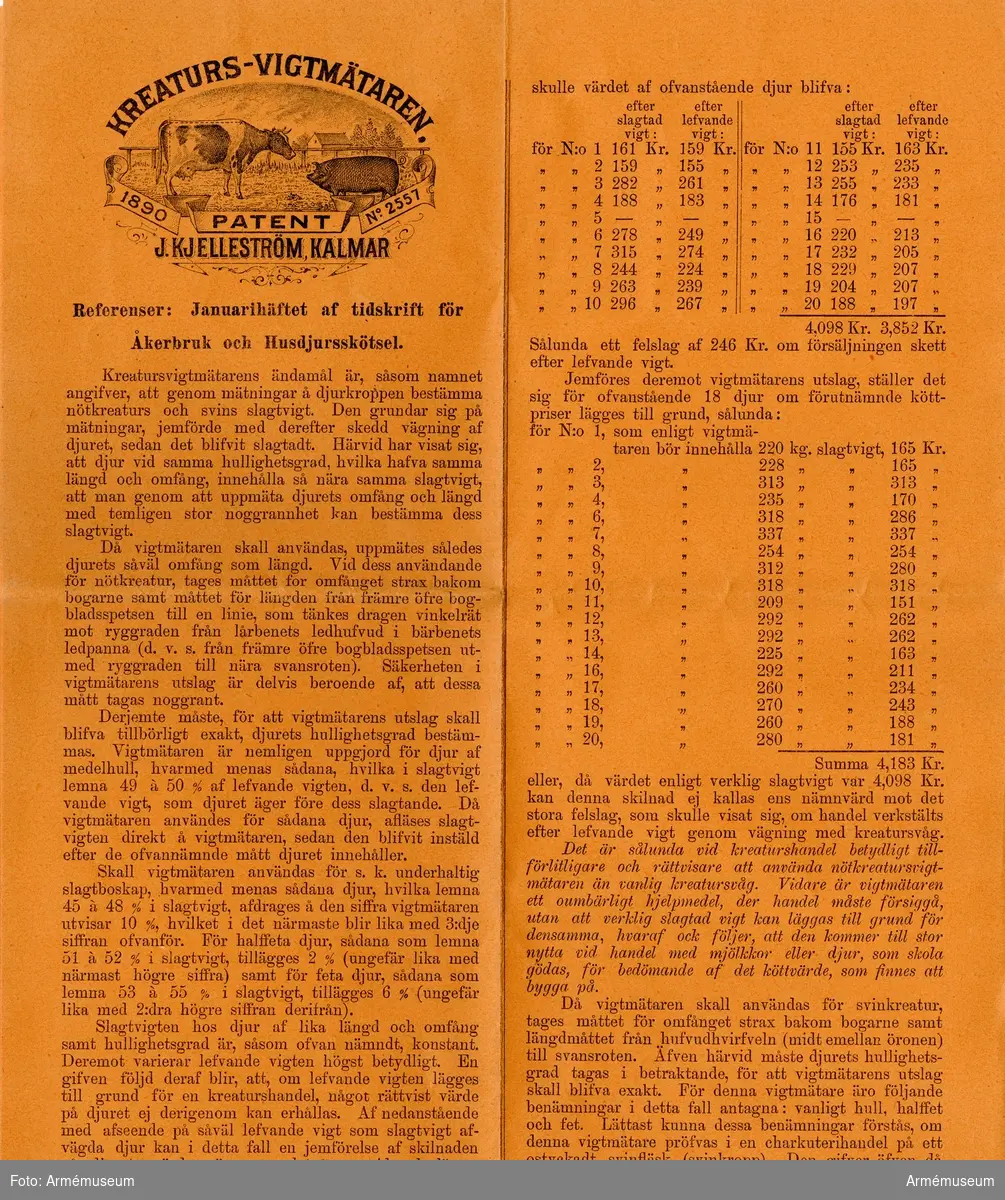 KREATURS-VIGTMÄTAREN.
1890
PATENT
No 2557
J. KJELLESTRÖM, KALMAR
Referenser: Januarihäftet af tidskrift för
Åkerbruk och Husdjursskötsel.
Kreatursvigtmätarens ändamål är, såsom namnet
angifver, att genom mätningar å djurkroppen bestämma
nötkreaturs och svins slagtvigt. Den grundar sig på
mätningar, jemförde med derefter skedd vägning af
djuret, sedan det blifvit slagtadt. Härvid har visat sig,
att djur vid samma hullighetsgrad, hvilka hafva samma
längd och omfång, innehålla så nära samma slagtvigt,
att man genom att uppmäta djurets omfång och längd
med temligen stor noggrannhet kan bestämma dess
slagtvigt.
Då vigtmätaren skall användas, uppmätes således
djurets såväl omfång som längd. Vid dess användande
för nötkreatur, tages måttet för omfånget strax bakom
bogarne samt måttet för längden från främre öfre bog-
bladsspetsen till en linie, som tänkes dragen vinkelrät
mot ryggraden från lårbenets ledhufvud i bärbenets
ledpanna (d. v. s. från främre öfre bogbladsspetsen ut-
med ryggraden till nära svansroten). Säkerheten i
vigtmätarens utslag är delvis beroende af, att dessa
mått tagas noggrant.
Derjemte måste, för att vigtmätarens utslag skall
blifva tillbörligt exakt, djurets hullighetsgrad bestäm-
mas. Vigtmätaren är nemligen uppgjord för djur af
medelhull, hvarmed menas sådana, hvilka i slagtvigt
lemna 49 à 50 % af lefvande vigten, d. v. s. den lef-
vande vigt, som djuret äger före dess slagtande. Då
vigtmätaren användes för sådana djur, afläses slagt-
vigten direkt å vigtmätaren, sedan den blifvit instäld
efter de ofvannämnde mått djuret innehåller.
Skall vigtmätaren användas för s. k. underhaltig
slagtboskap, hvarmed menas sådana djur, hvilka lemna
45 à 48 % i slagtvigt, afdrages å den siffra vigtmätaren
utvisar 10 %, hvilket i det närmaste blir lika med 3:dje
siffran ofvanför. För halffeta djur, sådana som lemna
51 à 52 % i slagtvigt, tillägges 2 % (ungefär lika med
närmast högre siffra) samt för feta djur, sådana som
lemna 53 à 55 % i slagtvigt, tillägges 6 % (ungefär
lika med 2:dra högre siffran derifrån).
Slagtvigten hos djur af lika längd och omfång
samt hullighetsgrad är, såsom ofvan nämndt, konstant.
Deremot varierar lefvande vigten högst betydligt. En
gifven följd deraf blir, att, om lefvande vigten lägges
till grund för en kreaturshandel, något rättvist värde
på djuret ej derigenom kan erhållas. Af nedanstående
med afseende på såväl lefvande vigt som slagtvigt af-
vägda djur kan i detta fall en jemförelse af skilnaden
skulle värdet af ofvanstående djur blifva:
efter efter efter efter
slagtad lefvande slagtad lefvande
vigt: vigt: vigt: vigt:
för N:o 1 161 Kr. 159 Kr. för N:o 11 155 Kr. 163 Kr.
„ „ 2 159 „ 155 „ „ „ 12 253 „ 235 „
„ „ 3 282 „ 261 „ „ „ 13 255 „ 233 „
„ „ 4 188 „ 183 „ „ „ 14 176 „ 181 „
„ „ 5 — „ — „ „ „ 15 — „ — „
„ „ 6 278 „ 249 „ „ „ 16 220 „ 213 „
„ „ 7 315 „ 274 „ „ „ 17 232 „ 205 „
„ „ 8 244 „ 224 „ „ „ 18 229 „ 207 „
„ „ 9 263 „ 239 „ „ „ 19 204 „ 207 „
„ „ 10 296 „ 267 „ „ „ 20 188 „ 197 „
4,098 Kr. 3,852 Kr.
Sålunda ett felslag af 246 Kr. om försäljningen skett
efter lefvande vigt.
Jemföres deremot vigtmätarens utslag, ställer det
sig för ofvanstående 18 djur om förutnämnde kött-
priser lägges till grund, sålunda:
för N:o 1, som enligt vigtmä-
taren bör innehålla 220 kg. slagtvigt, 165 Kr.
„ „ 2, „ 228 „ „ 165 „
„ „ 3, „ 313 „ „ 313 „
„ „ 4, „ 235 „ „ 170 „
„ „ 6, „ 318 „ „ 286 „
„ „ 7, „ 337 „ „ 337 „
„ „ 8, „ 254 „ „ 254 „
„ „ 9, „ 312 „ „ 280 „
„ „ 10, „ 318 „ „ 318 „
„ „ 11, „ 209 „ „ 151 „
„ „ 12, „ 292 „ „ 262 „
„ „ 13, „ 292 „ „ 262 „
„ „ 14, „ 225 „ „ 163 „
„ „ 16, „ 292 „ „ 211 „
„ „ 17, „ 260 „ „ 234 „
„ „ 18, „ 270 „ „ 243 „
„ „ 19, „ 260 „ „ 188 „
„ „ 20, „ 280 „ „ 181 „
Summa 4,183 Kr.
eller, då värdet enligt verklig slagtvigt var 4,098 Kr.
kan denna skilnad ej kallas ens nämnvärd mot det
stora felslag, som skulle visat sig, om handel verkstälts
efter lefvande vigt genom vägning med kreatursvåg.
Det är sålunda vid kreaturshandel betydligt till-
förlitligare och rättvisare att använda nötkreatursvigt-
mätaren än vanlig kreatursvåg. Vidare är vigtmätaren
ett oumbärligt hjelpmedel, der handel måste försiggå,
utan att verklig slagtad vigt kan läggas till grund för
densamma, hvaraf ock följer, att den kommer till stor
nytta vid handel med mjölkkor eller djur, som skola
gödas, för bedömande af det köttvärde, som finnes att
bygga på.
Då vigtmätaren skall användas för svinkreatur,
tages måttet för omfånget strax bakom bogarne samt
längdmåttet från hufvudhvirfveln (midt emellan öronen)
till svansroten. Äfven härvid måste djurets hullighets-
grad tagas i betraktande, för att vigtmätarens utslag
skall blifva exakt. För denna vigtmätare äro följande
benämningar i detta fall antagna: vanligt hull, halffet
och fet. Lättast kunna dessa benämningar förstås, om
denna vigtmätare pröfvas i en charkuterihandel på ett
Foto: Armémuseum
Armémuseum